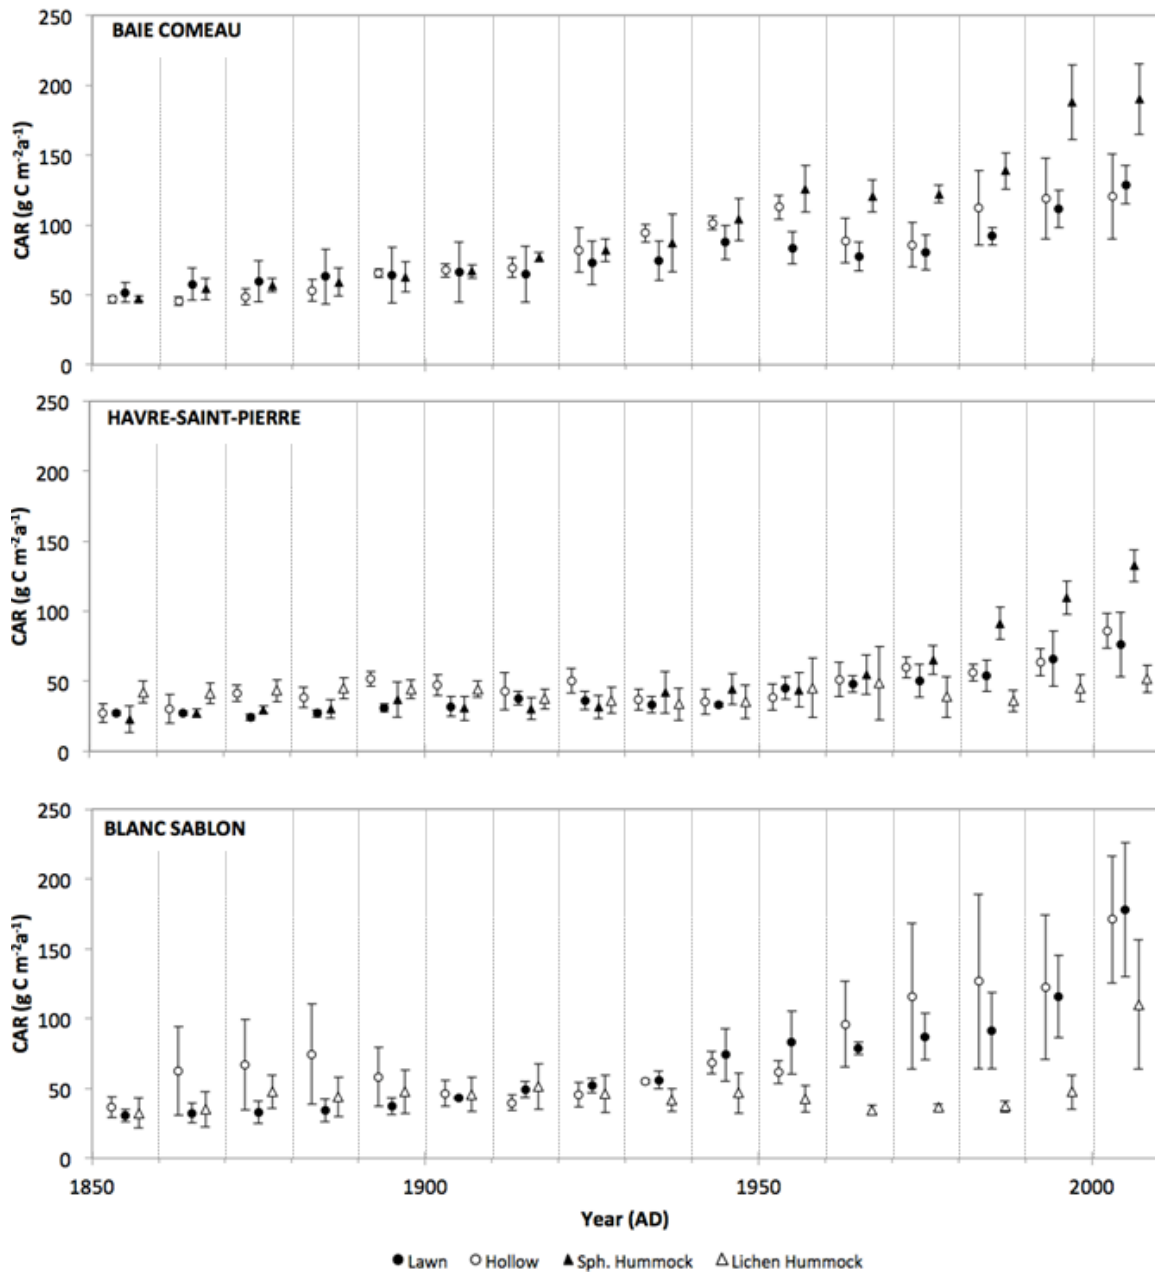 BAIE COMEAU
CAR (g C m⁻²a⁻¹)
250
200
150
100
50
0
HAVRE-SAINT-PIERRE
CAR (g C m⁻²a⁻¹)
250
200
150
100
50
0
BLANC SABLON
CAR (g C m⁻²a⁻¹)
250
200
150
100
50
0
1850 1900 1950 2000
Year (AD)
●Lawn ○Hollow ▲Sph. Hummock △Lichen Hummock